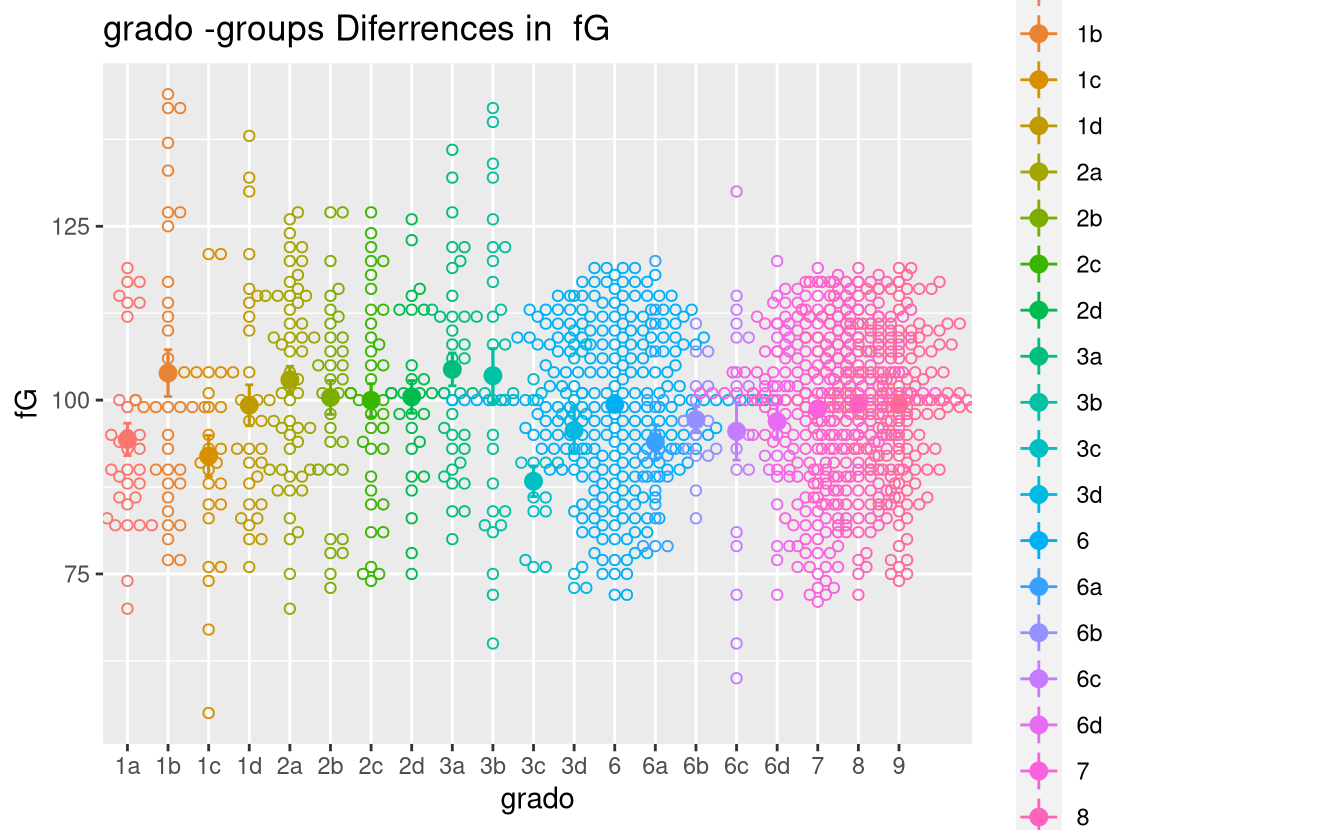 grado -groups Diferrences in  fG
fG
125
100
75
1a 1b 1c 1d 2a 2b 2c 2d 3a 3b 3c 3d 6 6a 6b 6c 6d 7 8 9
grado
1b
1c
1d
2a
2b
2c
2d
3a
3b
3c
3d
6
6a
6b
6c
6d
7
8